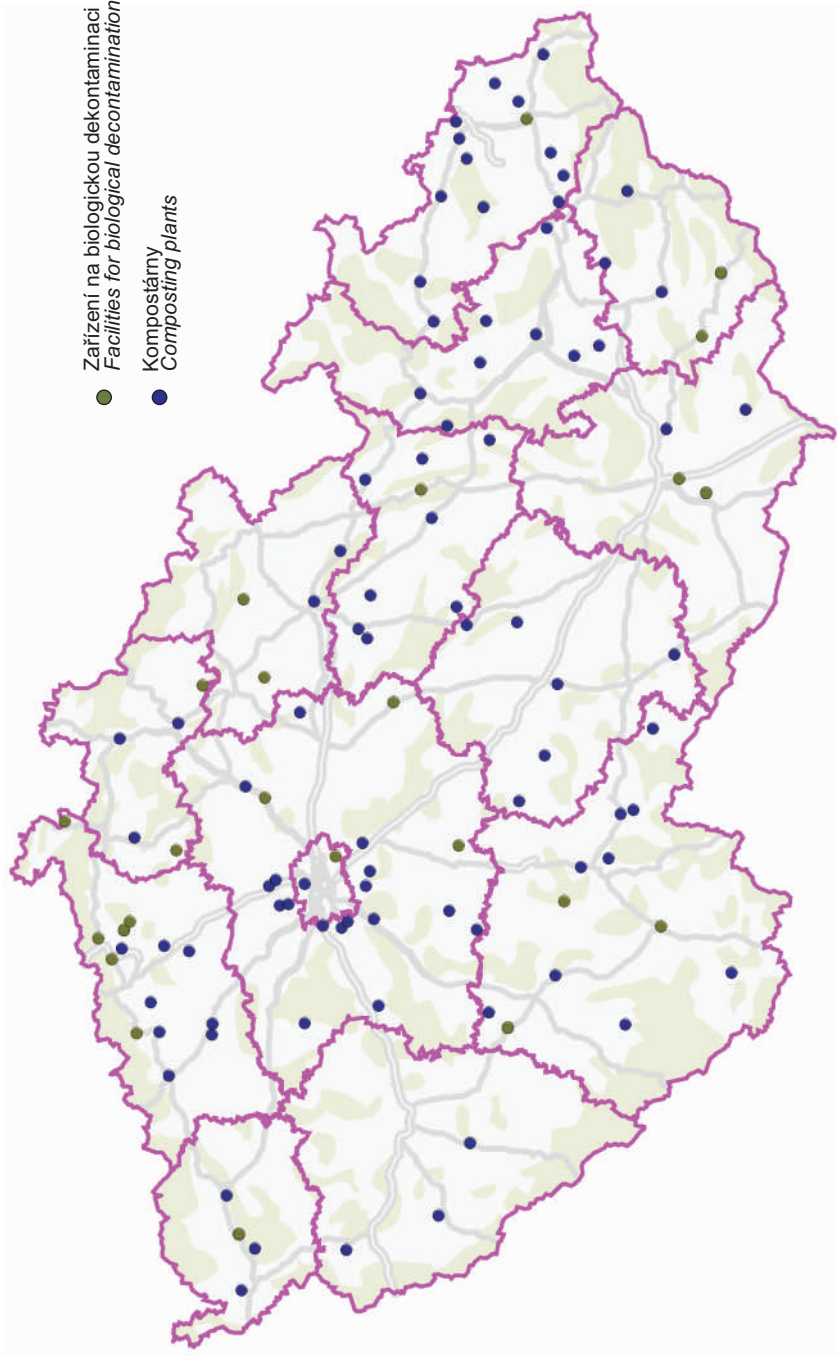 Zařízení na biologickou dekontaminaci
Facilities for biological decontamination
Kompostárny
Composting plants